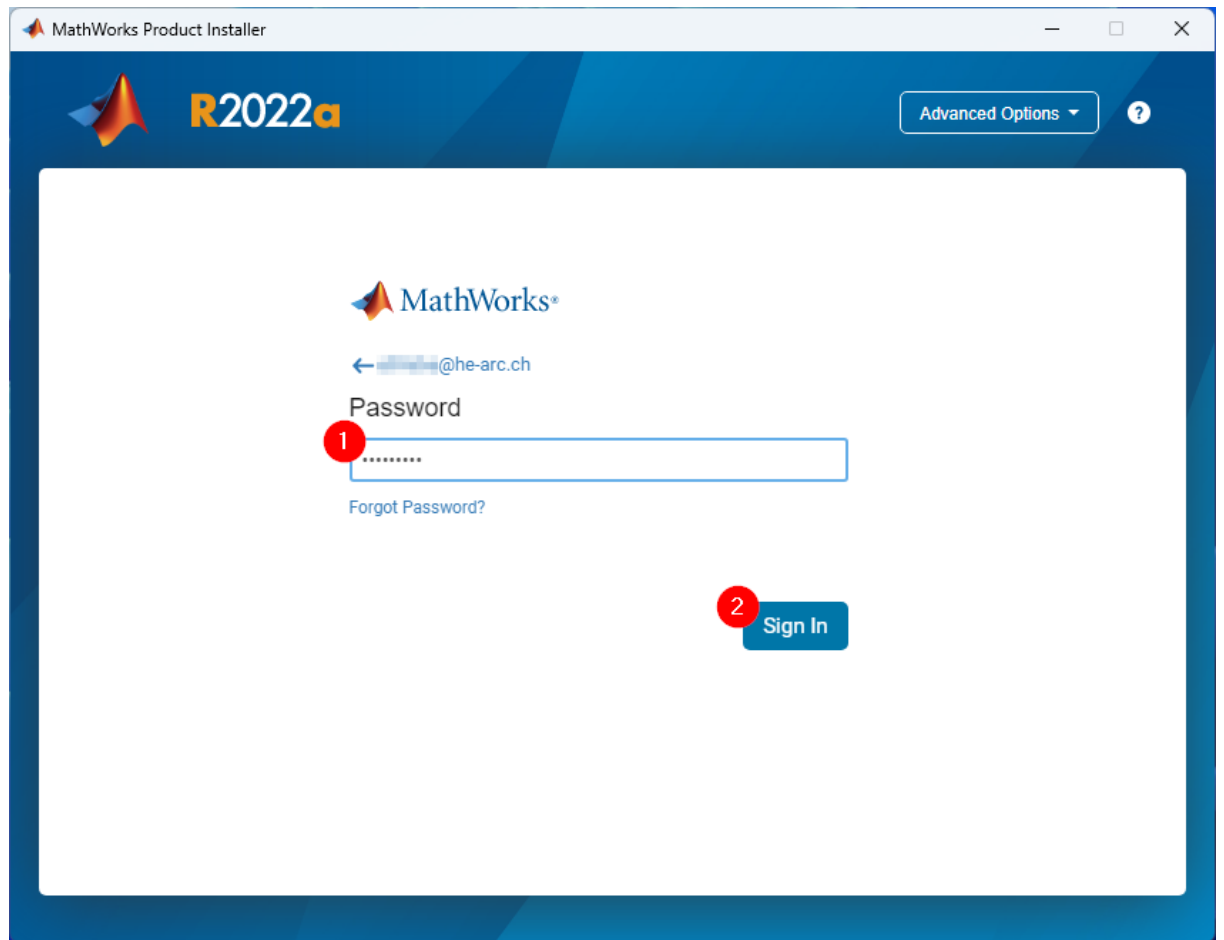 MathWorks Product Installer
R2022a
Advanced Options
?
MathWorks®
@he-arc.ch
Password
1
•••••••••
Forgot Password?
2
Sign In